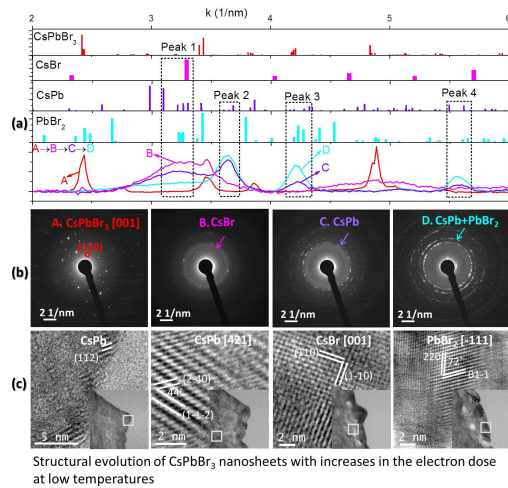 k (1/nm)
2 3 4 5 6
CsPbBr3
Peak 1
CsBr
CsPb
Peak 2
Peak 3
Peak 4
(a)
PbBr2
A→B→C→D
B
D
A
C
A. CsPbBr3 [001]
B.CsBr
C. CsPb
D. CsPb+PbBr2
(b)
2 1/nm
2 1/nm
2 1/nm
2 1/nm
CsPb
CsPb [421]
CsBr [001]
PbBr2 [-111]
(112)
(2-40)
44°
(1-1-2)
(110)
(1-10)
220
72°
01-1
(c)
5 nm
2 nm
2 nm
2 nm
Structural evolution of CsPbBr3 nanosheets with increases in the electron dose
at low temperatures